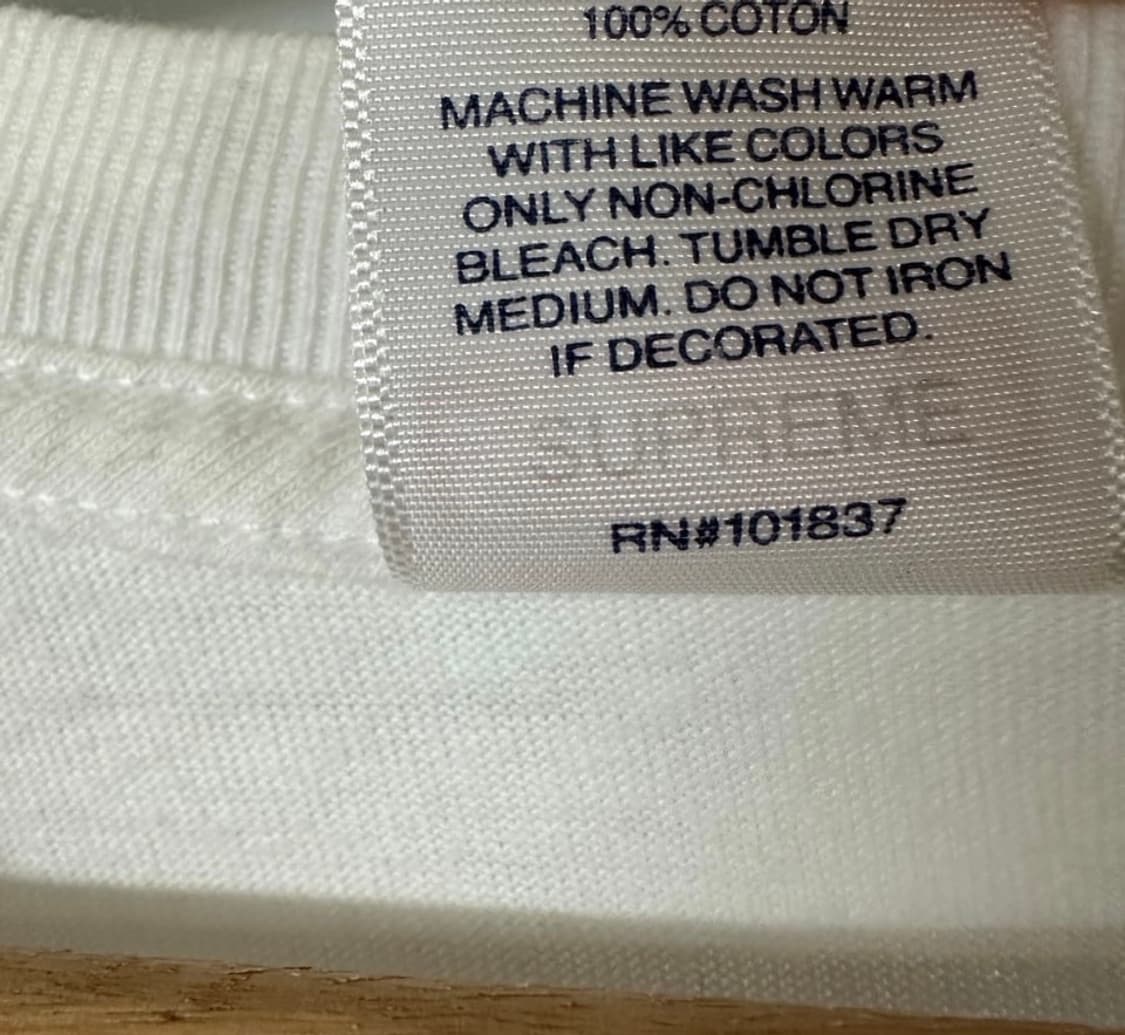 100% COTON
MACHINE WASH WARM
WITH LIKE COLORS
ONLY NON-CHLORINE
BLEACH. TUMBLE DRY
MEDIUM. DO NOT IRON
IF DECORATED.
SUPREME
RN#101837